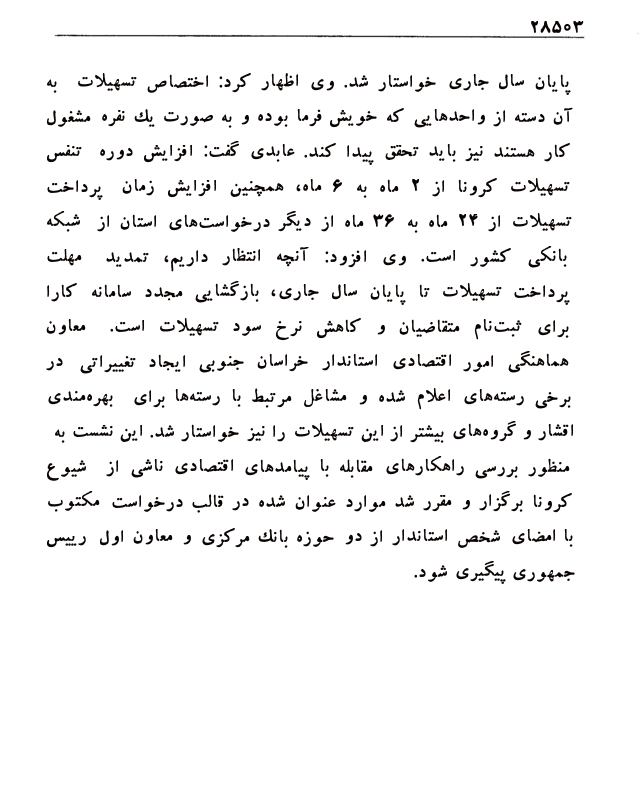 ۲۸۵۰۳
پایان سال جاری خواستار شد. وی اظهار کرد: اختصاص تسهیلات به
آن دسته از واحدهایی که خویش فرما بوده و به صورت یك نفره مشغول
کار هستند نیز باید تحقق پیدا کند. عابدی گفت: افزایش دوره تنفس
تسهیلات کرونا از ۲ ماه به ۶ ماه، همچنین افزایش زمان پرداخت
تسهیلات از ۲۴ ماه به ۳۶ ماه از دیگر درخواست‌های استان از شبکه
بانکی کشور است. وی افزود: آنچه انتظار داریم، تمدید مهلت
پرداخت تسهیلات تا پایان سال جاری، بازگشایی مجدد سامانه کارا
برای ثبت‌نام متقاضیان و کاهش نرخ سود تسهیلات است. معاون
هماهنگی امور اقتصادی استاندار خراسان جنوبی ایجاد تغییراتی در
برخی رسته‌های اعلام شده و مشاغل مرتبط با رسته‌ها برای بهره‌مندی
اقشار و گروه‌های بیشتر از این تسهیلات را نیز خواستار شد. این نشست به
منظور بررسی راهکارهای مقابله با پیامدهای اقتصادی ناشی از شیوع
کرونا برگزار و مقرر شد موارد عنوان شده در قالب درخواست مکتوب
با امضای شخص استاندار از دو حوزه بانك مرکزی و معاون اول رییس
جمهوری پیگیری شود.